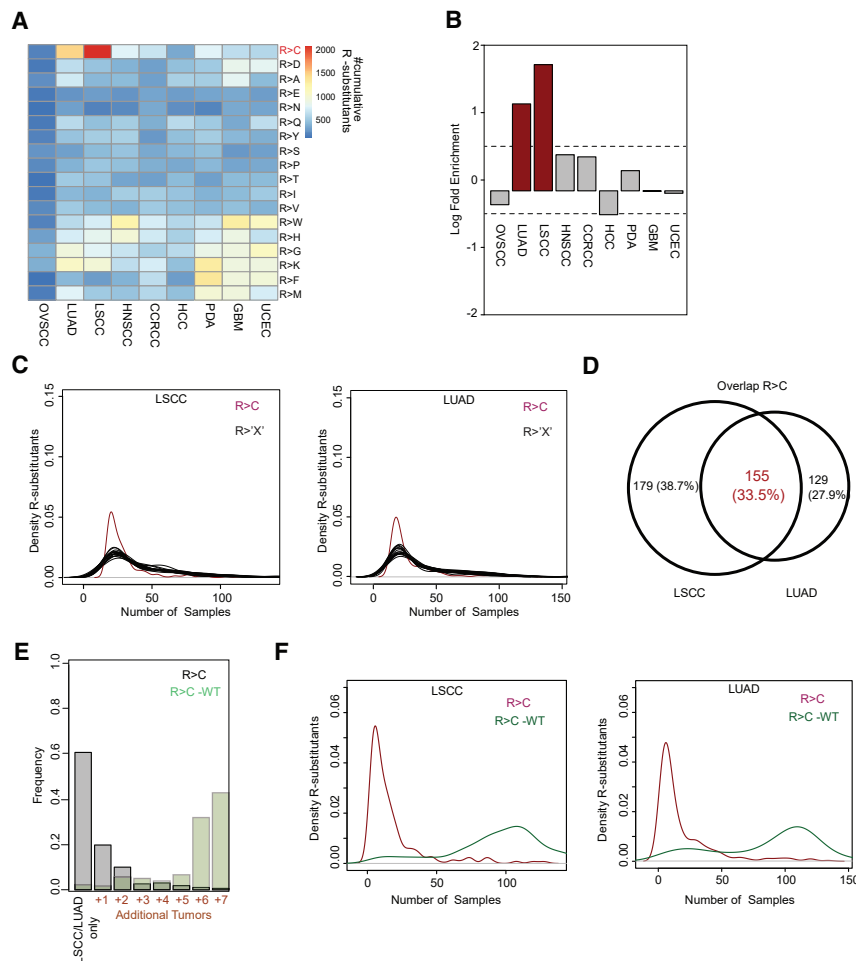 A
R>C
R>D
R>A
R>E
R>N
R>Q
R>Y
R>S
R>P
R>T
R>I
R>V
R>W
R>H
R>G
R>K
R>F
R>M
OVSCC
LUAD
LSCC
HNSCC
CCRCC
HCC
PDA
GBM
UCEC
2000
1500
1000
500
#cumulative
R -substitutants
B
Log Fold Enrichment
2
1
0
-1
-2
OVSCC
LUAD
LSCC
HNSCC
CCRCC
HCC
PDA
GBM
UCEC
C
LSCC
R>C
R>'X'
Density R-substitutants
0.15
0.10
0.05
0.00
0 50 100
Number of Samples
LUAD
R>C
R>'X'
Density R-substitutants
0.15
0.10
0.05
0.00
0 50 100 150
Number of Samples
D
Overlap R>C
179 (38.7%)
155
(33.5%)
129
(27.9%
LSCC
LUAD
E
R>C
R>C -WT
Frequency
1.0
0.8
0.6
0.4
0.2
0.0
LSCC/LUAD
only
+1 +2 +3 +4 +5 +6 +7
Additional Tumors
F
LSCC
R>C
R>C -WT
Density R-substitutants
0.06
0.04
0.02
0.00
0 50 100
Number of Samples
LUAD
R>C
R>C -WT
Density R-substitutants
0.06
0.04
0.02
0.00
0 50 100
Number of Samples